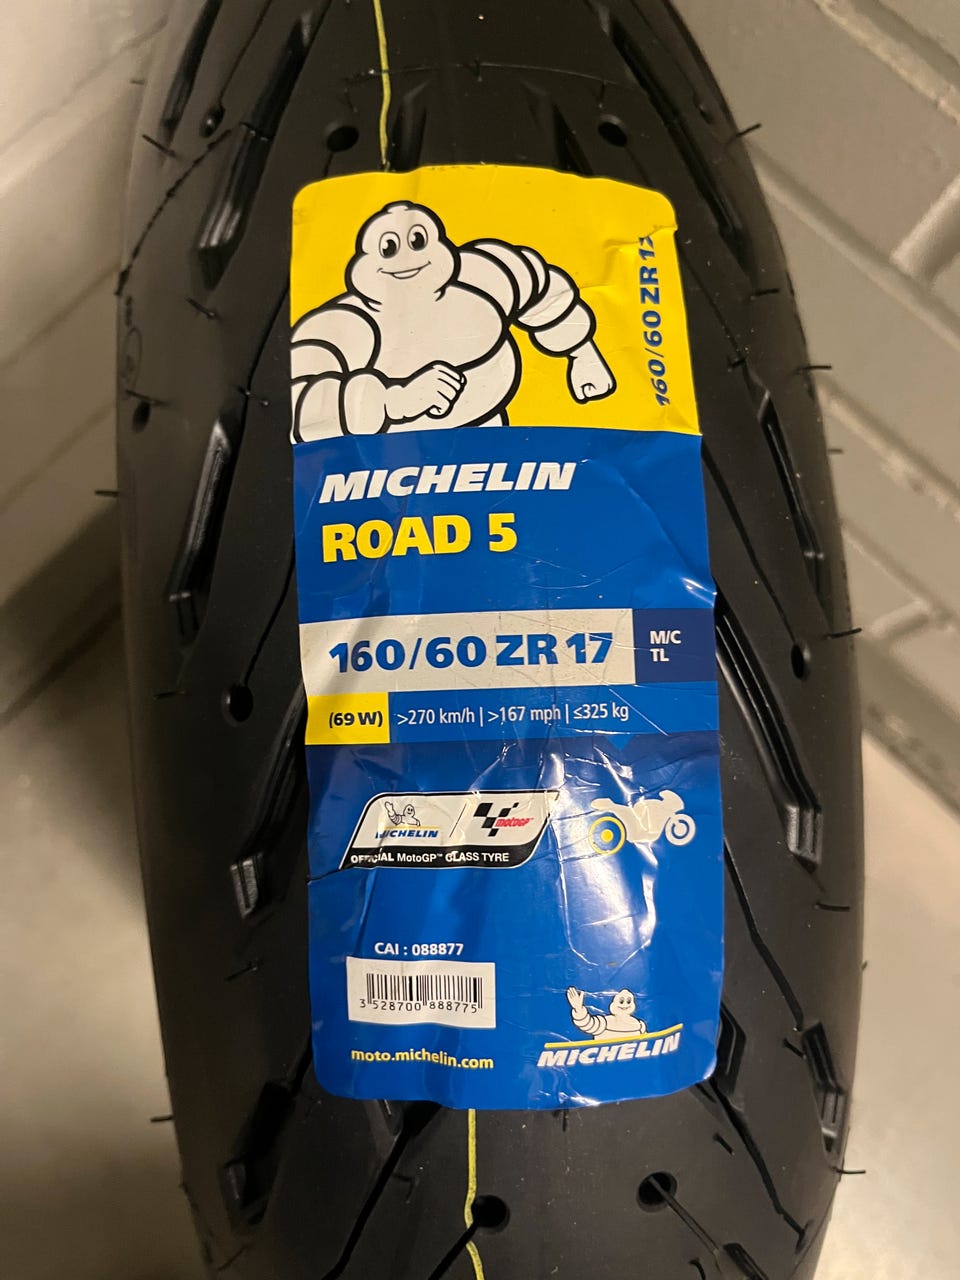 160/60 ZR 17
MICHELIN
ROAD 5
160/60 ZR 17
M/C
TL
(69 W)
>270 km/h | >167 mph | ≤325 kg
MICHELIN
MotoGP™
OFFICIAL MotoGP™ CLASS TYRE
CAI : 088877
3 528700 888775
moto.michelin.com
MICHELIN